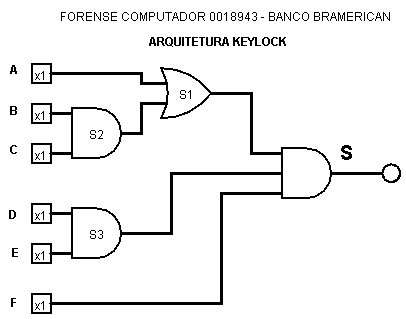 FORENSE COMPUTADOR 0018943 - BANCO BRAMERICAN
ARQUITETURA KEYLOCK
A x1
S1
B x1
S2
C x1
S
D x1
S3
E x1
F x1